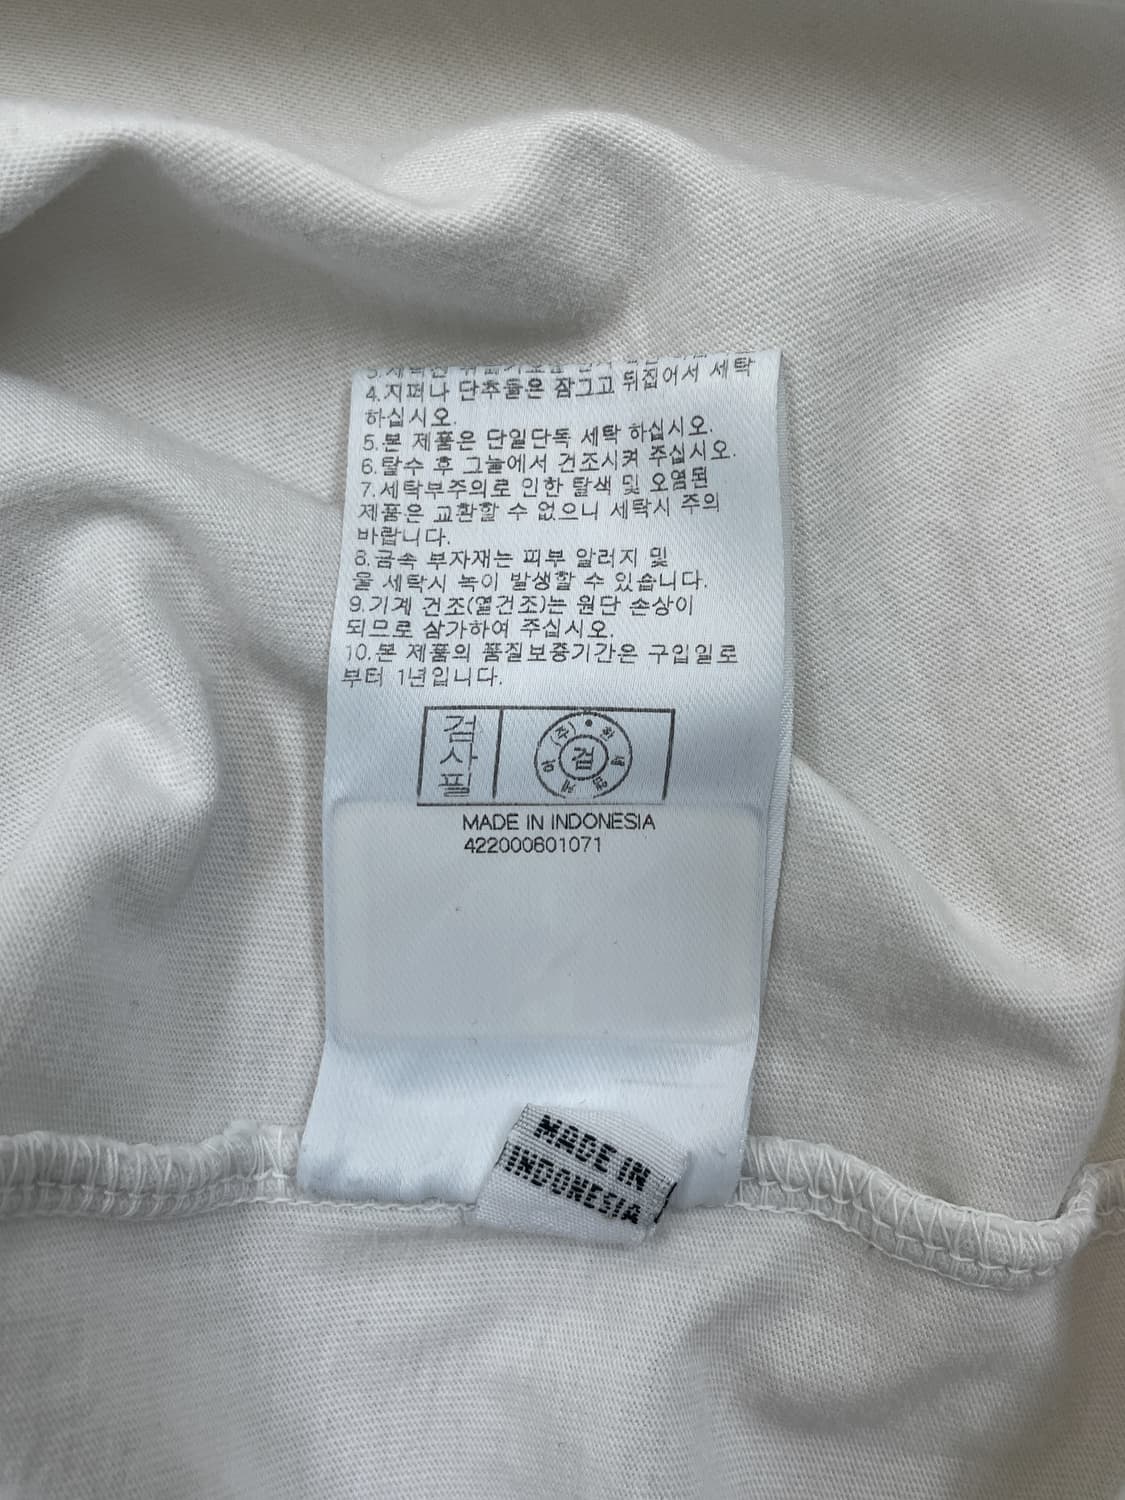 4.지퍼나 단추들은 잠그고 뒤집어서 세탁
하십시오.
5.본 제품은 단일단독 세탁 하십시오.
6.탈수 후 그늘에서 건조시켜 주십시오.
7.세탁부주의로 인한 탈색 및 오염된
제품은 교환할 수 없으니 세탁시 주의
바랍니다.
8.금속 부자재는 피부 알러지 및
물 세탁시 녹이 발생할 수 있습니다.
9.기계 건조(열건조)는 원단 손상이
되므로 삼가하여 주십시오.
10.본 제품의 품질보증기간은 구입일로
부터 1년입니다.
검
사
필
(주)
검
MADE IN INDONESIA
422000601071
MADE IN
INDONESIA